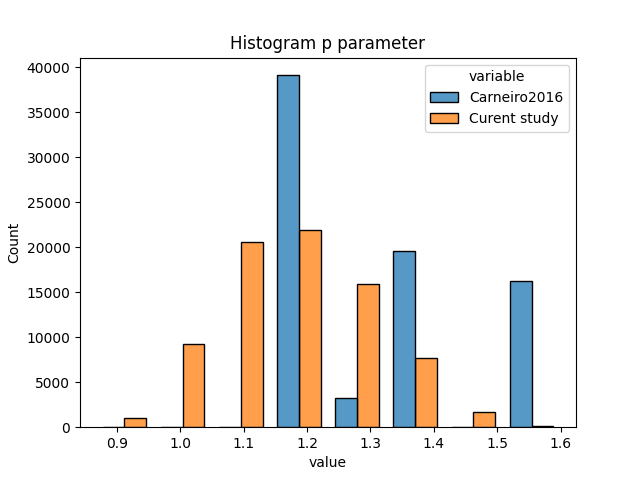 Histogram p parameter
variable
Carneiro2016
Curent study
Count
40000
35000
30000
25000
20000
15000
10000
5000
0
0.9 1.0 1.1 1.2 1.3 1.4 1.5 1.6
value